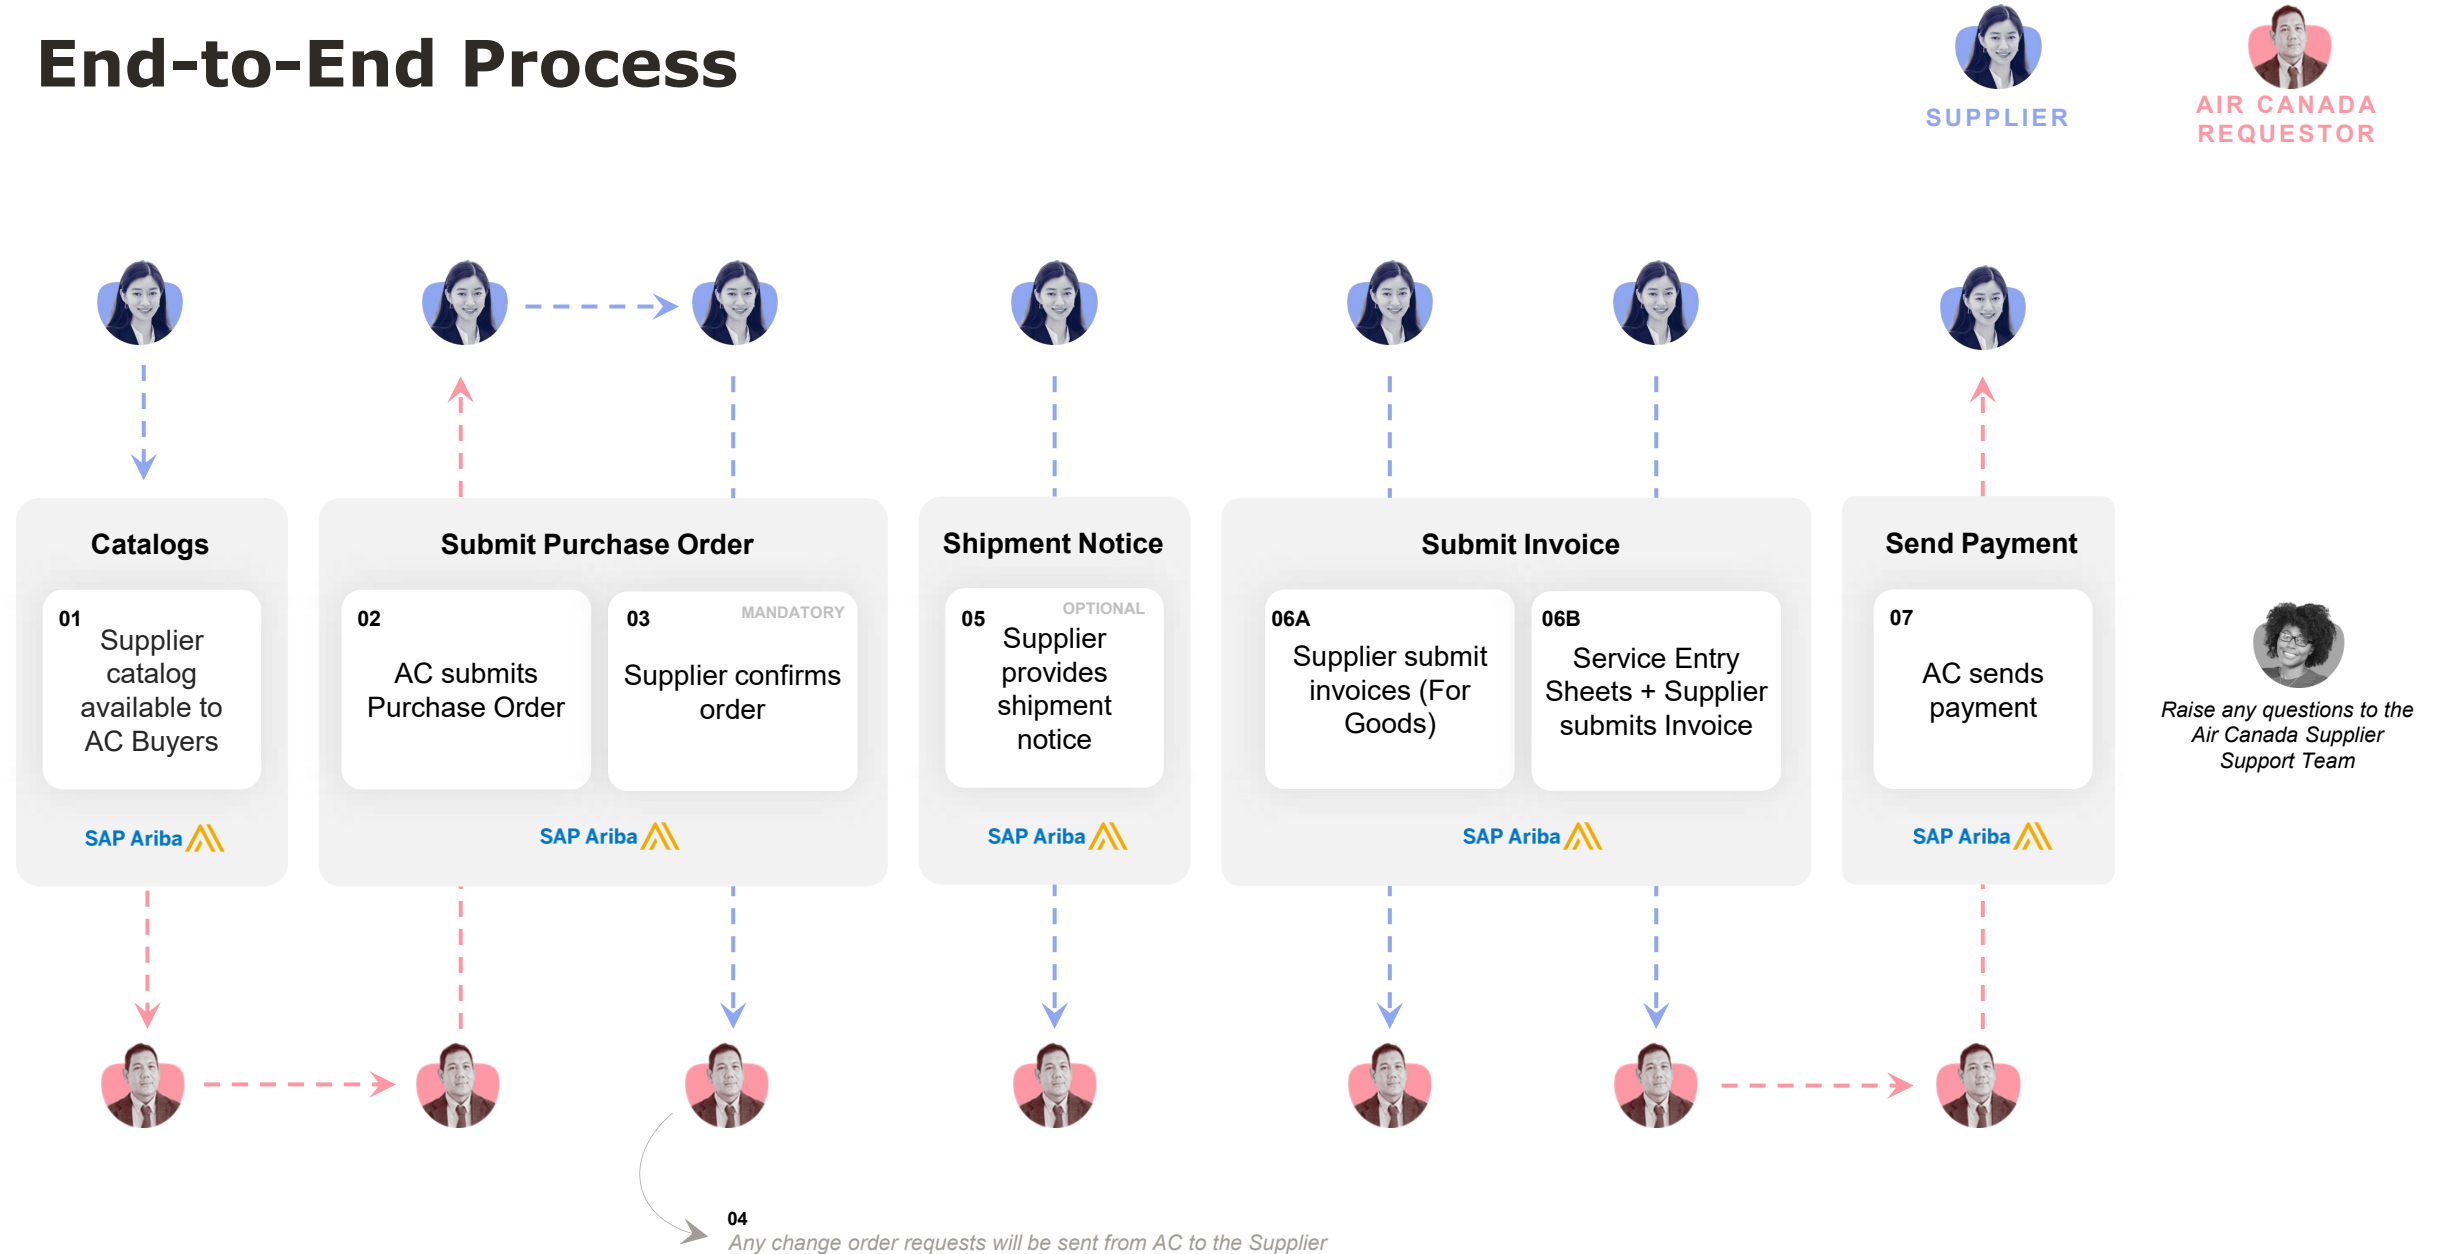 End-to-End Process
SUPPLIER
AIR CANADA
REQUESTOR
Catalogs
01
Supplier
catalog
available to
AC Buyers
SAP Ariba
Submit Purchase Order
02
AC submits
Purchase Order
03
MANDATORY
Supplier confirms
order
SAP Ariba
Shipment Notice
05
OPTIONAL
Supplier
provides
shipment
notice
SAP Ariba
Submit Invoice
06A
Supplier submit
invoices (For
Goods)
06B
Service Entry
Sheets + Supplier
submits Invoice
SAP Ariba
Send Payment
07
AC sends
payment
SAP Ariba
Raise any questions to the
Air Canada Supplier
Support Team
04
Any change order requests will be sent from AC to the Supplier